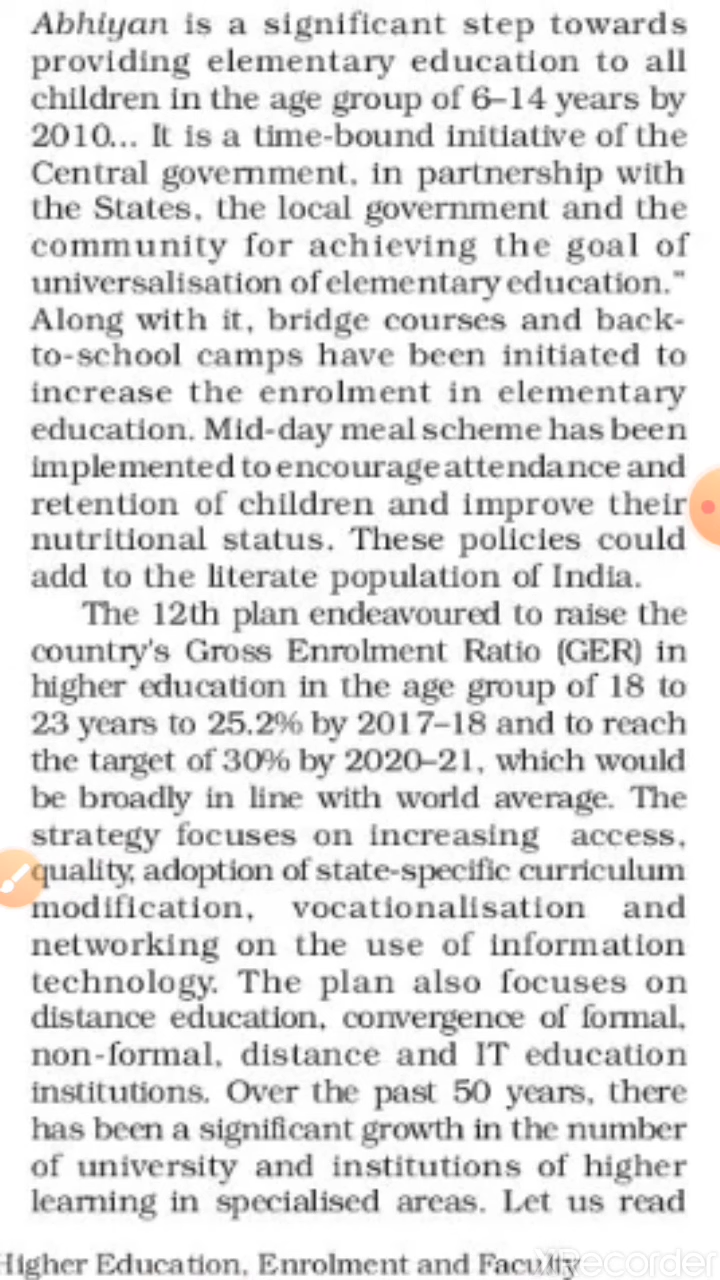 Abhiyan is a significant step towards
providing elementary education to all
children in the age group of 6–14 years by
2010... It is a time-bound initiative of the
Central government, in partnership with
the States, the local government and the
community for achieving the goal of
universalisation of elementary education."
Along with it, bridge courses and back-
to-school camps have been initiated to
increase the enrolment in elementary
education. Mid-day meal scheme has been
implemented to encourage attendance and
retention of children and improve their
nutritional status. These policies could
add to the literate population of India.
The 12th plan endeavoured to raise the
country's Gross Enrolment Ratio (GER) in
higher education in the age group of 18 to
23 years to 25.2% by 2017–18 and to reach
the target of 30% by 2020–21, which would
be broadly in line with world average. The
strategy focuses on increasing access,
quality, adoption of state-specific curriculum
modification, vocationalisation and
networking on the use of information
technology. The plan also focuses on
distance education, convergence of formal,
non-formal, distance and IT education
institutions. Over the past 50 years, there
has been a significant growth in the number
of university and institutions of higher
learning in specialised areas. Let us read
Higher Education, Enrolment and Faculty
XRecorder